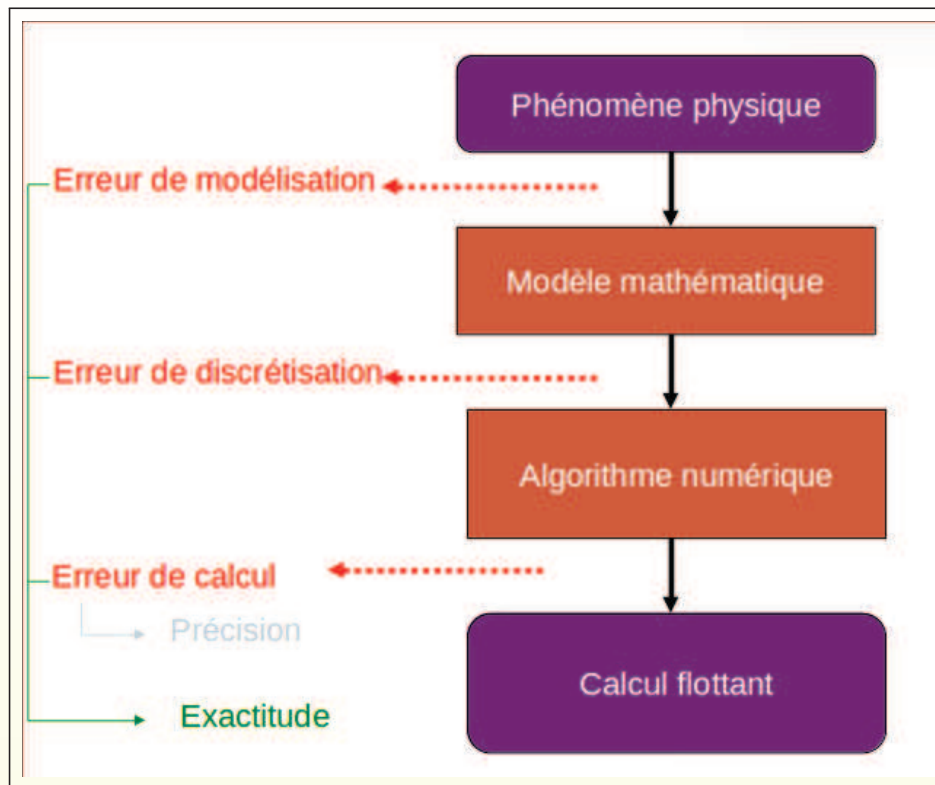 Phénomène physique
Erreur de modélisation
Modèle mathématique
Erreur de discrétisation
Algorithme numérique
Erreur de calcul
Précision
Calcul flottant
Exactitude